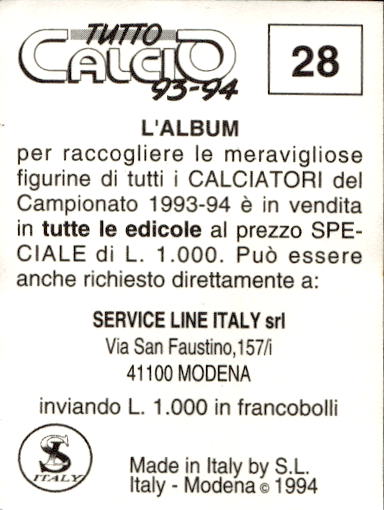 TUTTO
CALCIO
93-94
28
L'ALBUM
per raccogliere le meravigliose
figurine di tutti i CALCIATORI del
Campionato 1993-94 è in vendita
in tutte le edicole al prezzo SPE-
CIALE di L. 1.000. Può essere
anche richiesto direttamente a:
SERVICE LINE ITALY srl
Via San Faustino,157/i
41100 MODENA
inviando L. 1.000 in francobolli
SL
ITALY
Made in Italy by S.L.
Italy - Modena © 1994